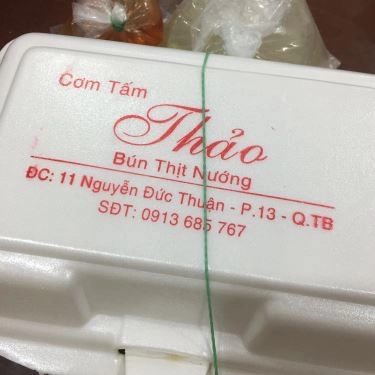 Cơm Tấm
Thảo
Bún Thịt Nướng
ĐC: 11 Nguyễn Đức Thuận - P.13 - Q.TB
SĐT: 0913 685 767